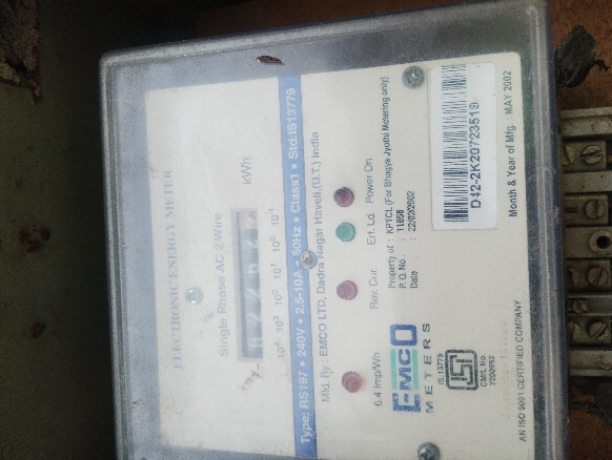 ELECTRONIC ENERGY METER
Single Phase AC 2 Wire
kWh
10⁴ 10³ 10² 10¹ 10⁰ 10⁻¹
Type: RS197 • 240V • 2.5-10A • 50Hz • Class1 • Std:IS13779
Mfd. By : EMCO LTD, Dadra Nagar Haveli,(U.T.) India
6.4 Imp/Wh Rev. Cur. Ert. Ld. Power On
EMCO
METERS
Property of : KPTCL (For Bhagya Jyothi Metering only)
P. O. No. : 11858
Date : 22/02/2002
IS:13779
CM/L No.
D12-2K20723519
Month & Year of Mfg. : MAY 2002
AN ISO 9001 CERTIFIED COMPANY